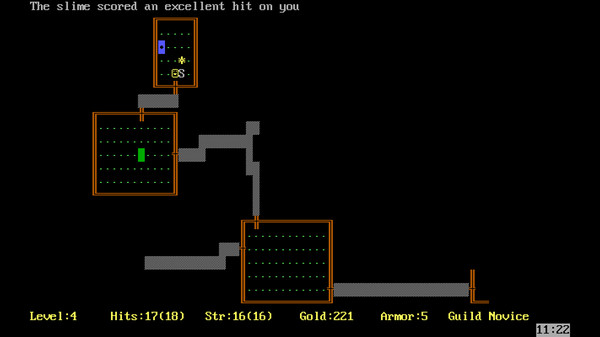 The slime scored an excellent hit on you
S
Level:4 Hits:17(18) Str:16(16) Gold:221 Armor:5 Guild Novice
11:22